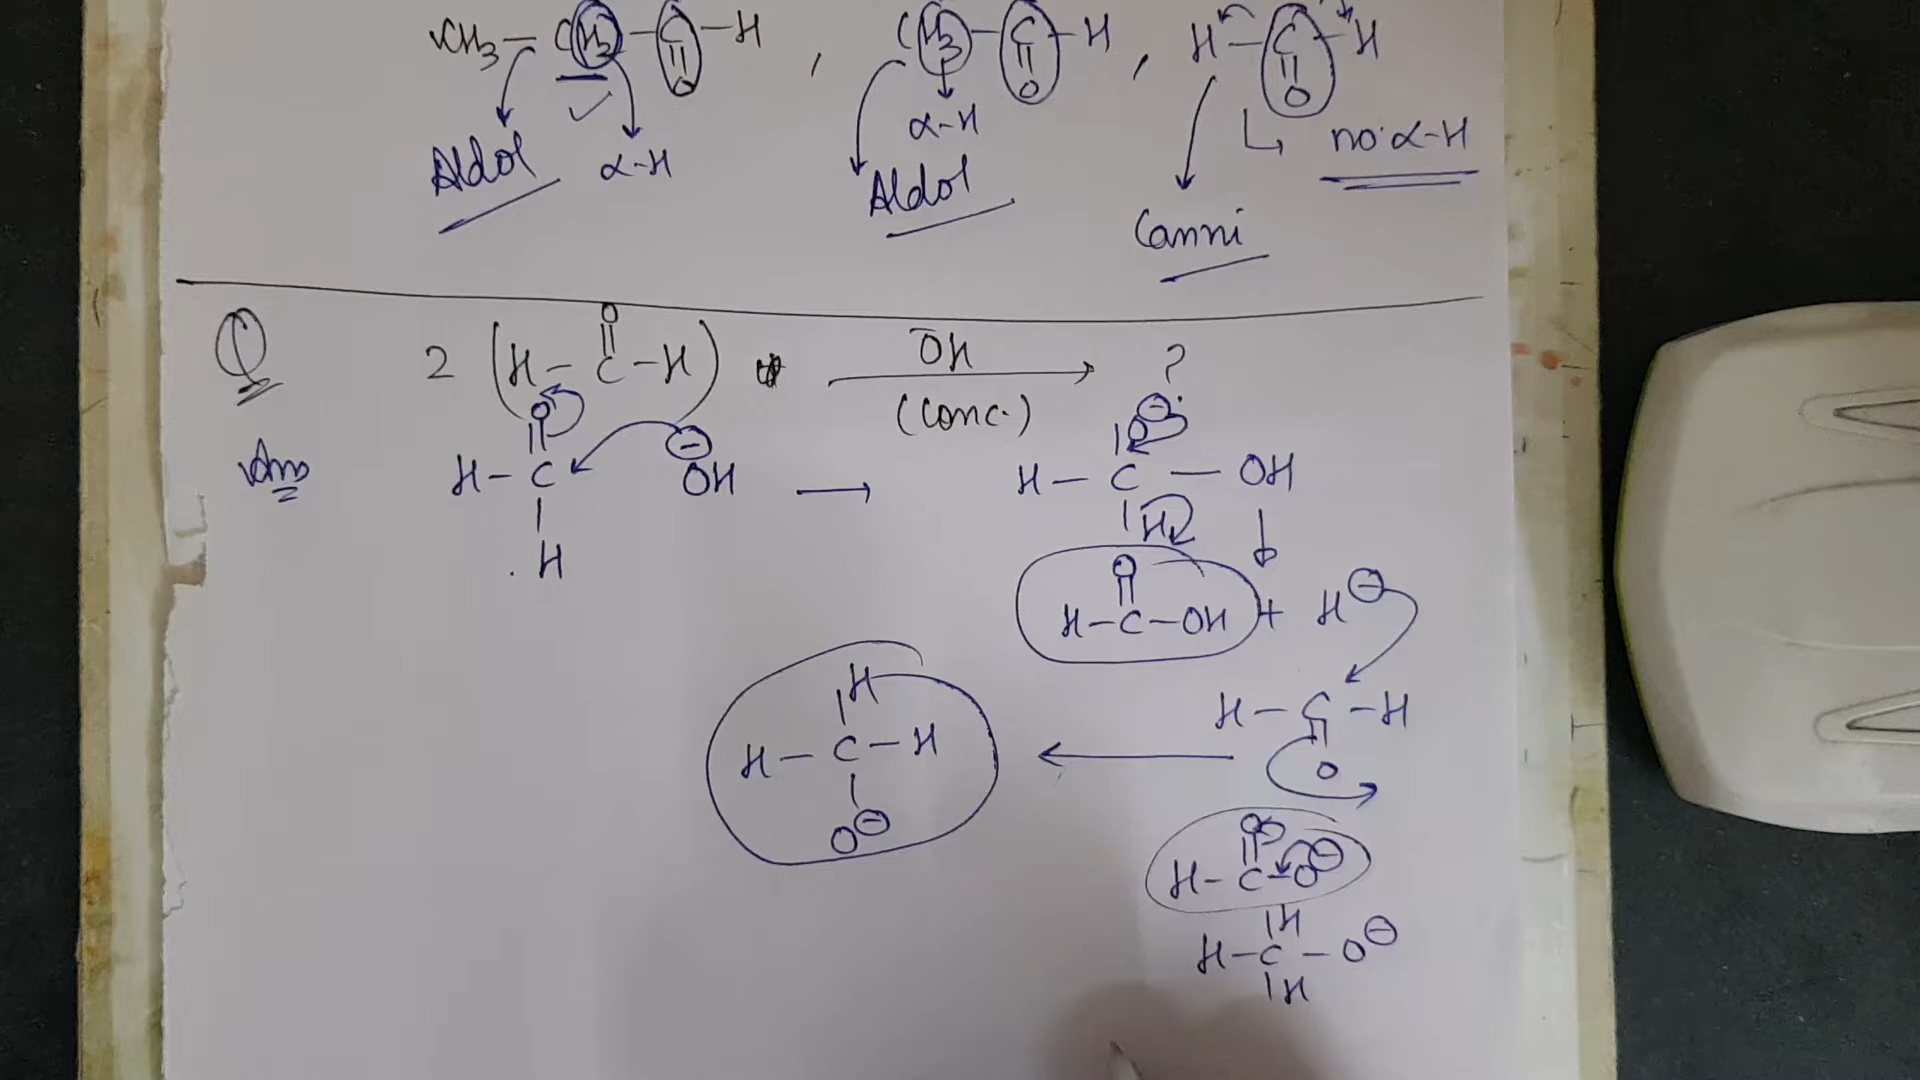 CH3 – CH2 – C – H , CH3 – C – H , H – C – H
|| || ||
O O O
α-H no α-H
Aldol α-H Aldol
Canni
Q 2 (H – C – H) OH ?
O
||
(Conc.)
O ⊖
|| | O
Ans H – C ⊖ OH → H – C – OH
| | H
H
O
||
H – C – OH + H ⊖
H
|
H – C – H ← H – C – H
| ||
O ⊖ O
O
||
H – C – O ⊖
H
|
H – C – O ⊖
|
H